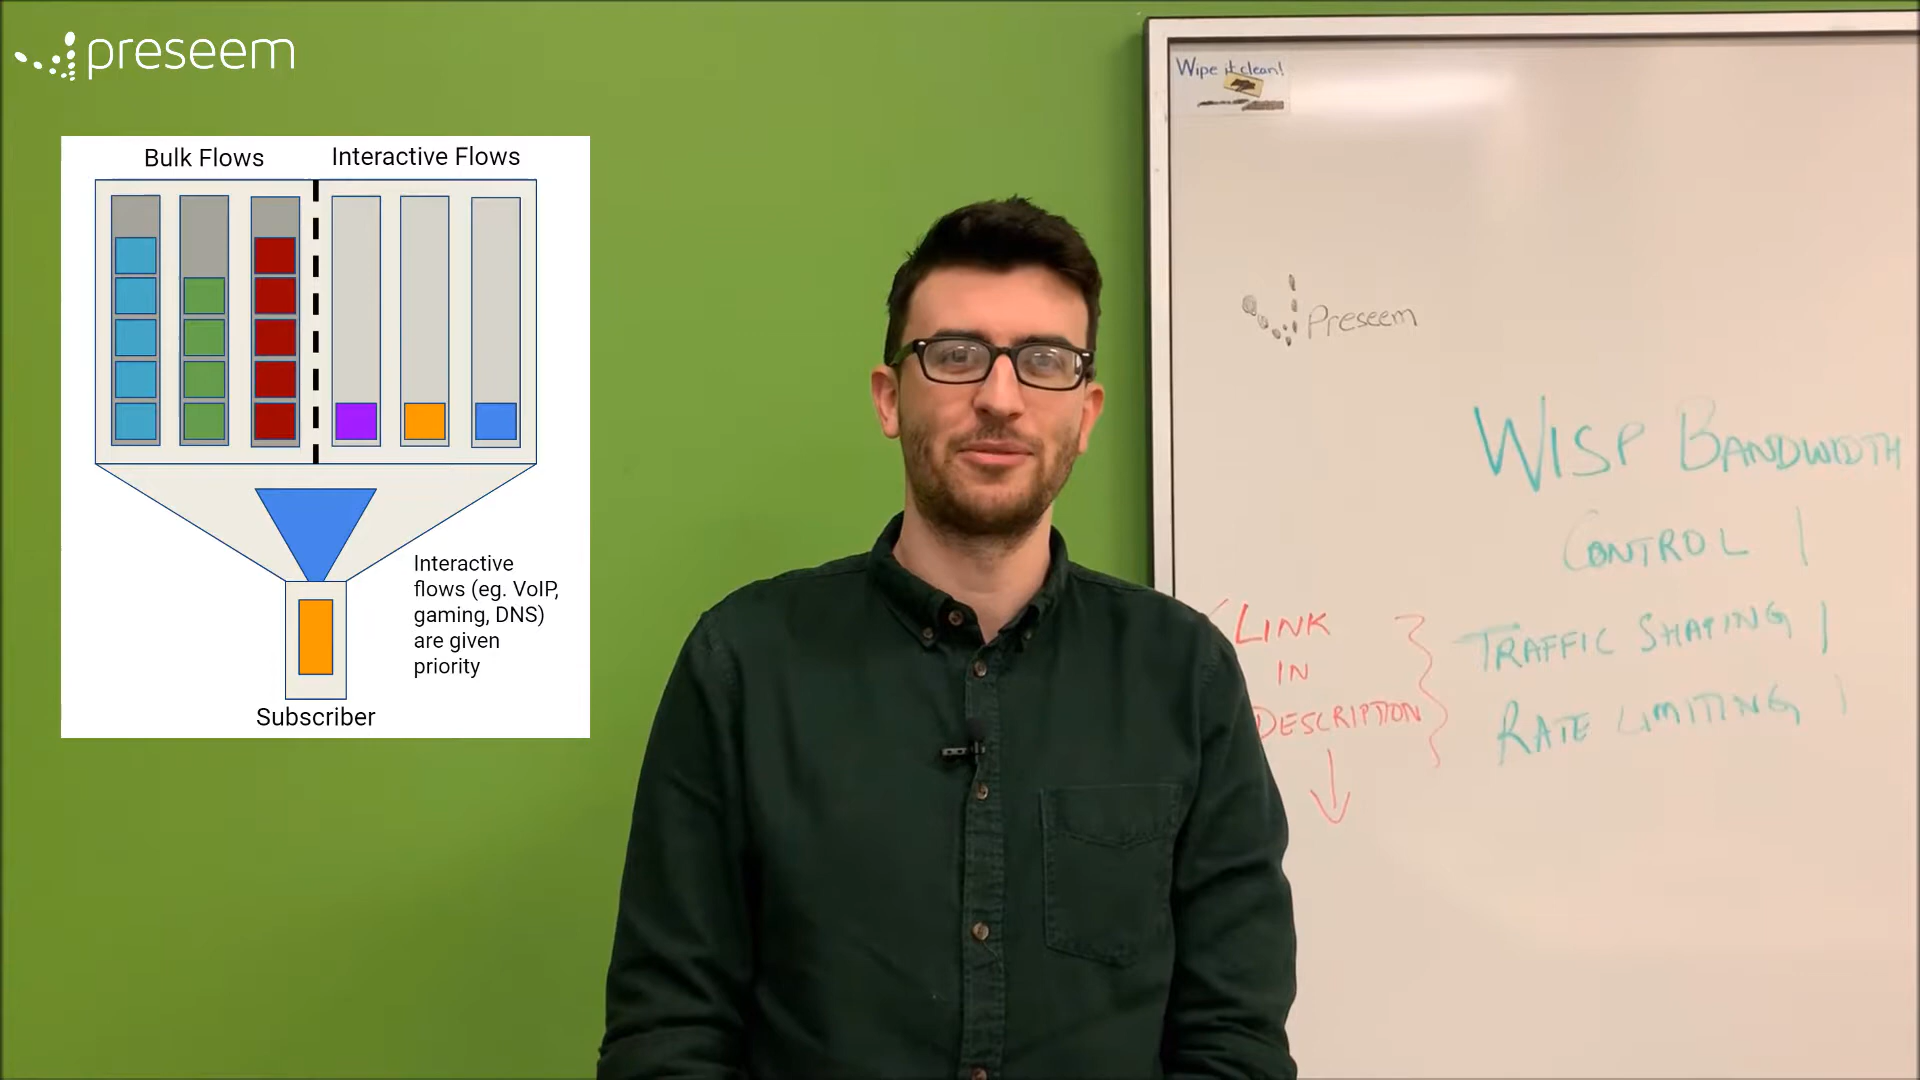 preseem
Bulk Flows
Interactive Flows
Interactive
flows (eg. VoIP,
gaming, DNS)
are given
priority
Subscriber
Wipe it clean!
Preseem
WISP BANDWIDTH
CONTROL |
TRAFFIC SHAPING |
RATE LIMITING |
LINK
IN
DESCRIPTION